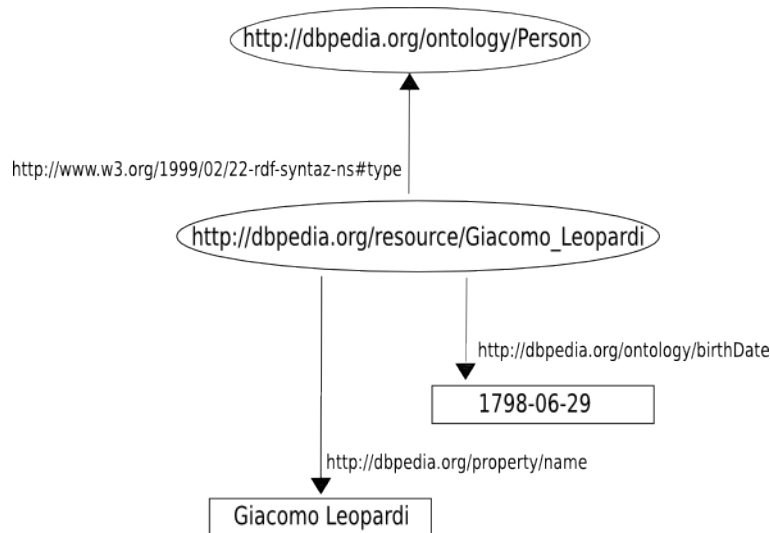 http://dbpedia.org/ontology/Person
http://www.w3.org/1999/02/22-rdf-syntaz-ns#type
http://dbpedia.org/resource/Giacomo_Leopardi
http://dbpedia.org/ontology/birthDate
1798-06-29
http://dbpedia.org/property/name
Giacomo Leopardi